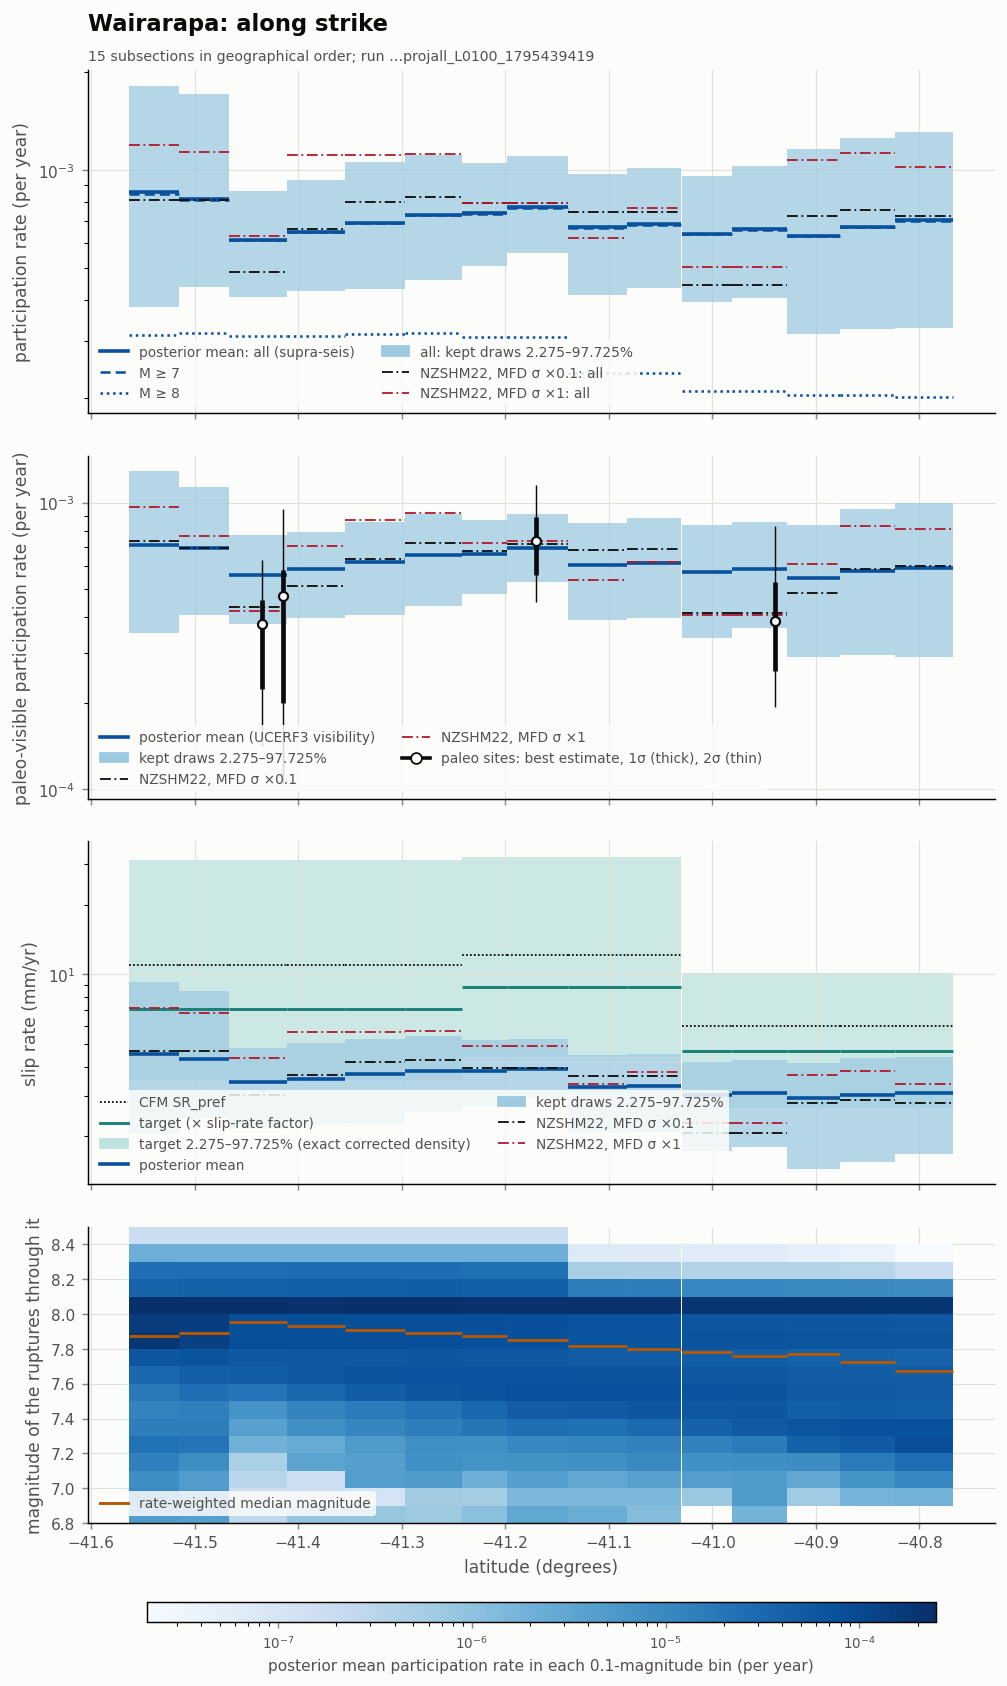 Wairarapa: along strike
15 subsections in geographical order; run ...projall_L0100_1795439419
participation rate (per year)
10⁻³
posterior mean: all (supra-seis)
M ≥ 7
M ≥ 8
all: kept draws 2.275–97.725%
NZSHM22, MFD σ ×0.1: all
NZSHM22, MFD σ ×1: all
paleo-visible participation rate (per year)
10⁻³
10⁻⁴
posterior mean (UCERF3 visibility)
kept draws 2.275–97.725%
NZSHM22, MFD σ ×0.1
NZSHM22, MFD σ ×1
paleo sites: best estimate, 1σ (thick), 2σ (thin)
slip rate (mm/yr)
10¹
CFM SR_pref
target (× slip-rate factor)
target 2.275–97.725% (exact corrected density)
posterior mean
kept draws 2.275–97.725%
NZSHM22, MFD σ ×0.1
NZSHM22, MFD σ ×1
magnitude of the ruptures through it
8.4
8.2
8.0
7.8
7.6
7.4
7.2
7.0
6.8
rate-weighted median magnitude
−41.6 −41.5 −41.4 −41.3 −41.2 −41.1 −41.0 −40.9 −40.8
latitude (degrees)
10⁻⁷ 10⁻⁶ 10⁻⁵ 10⁻⁴
posterior mean participation rate in each 0.1-magnitude bin (per year)